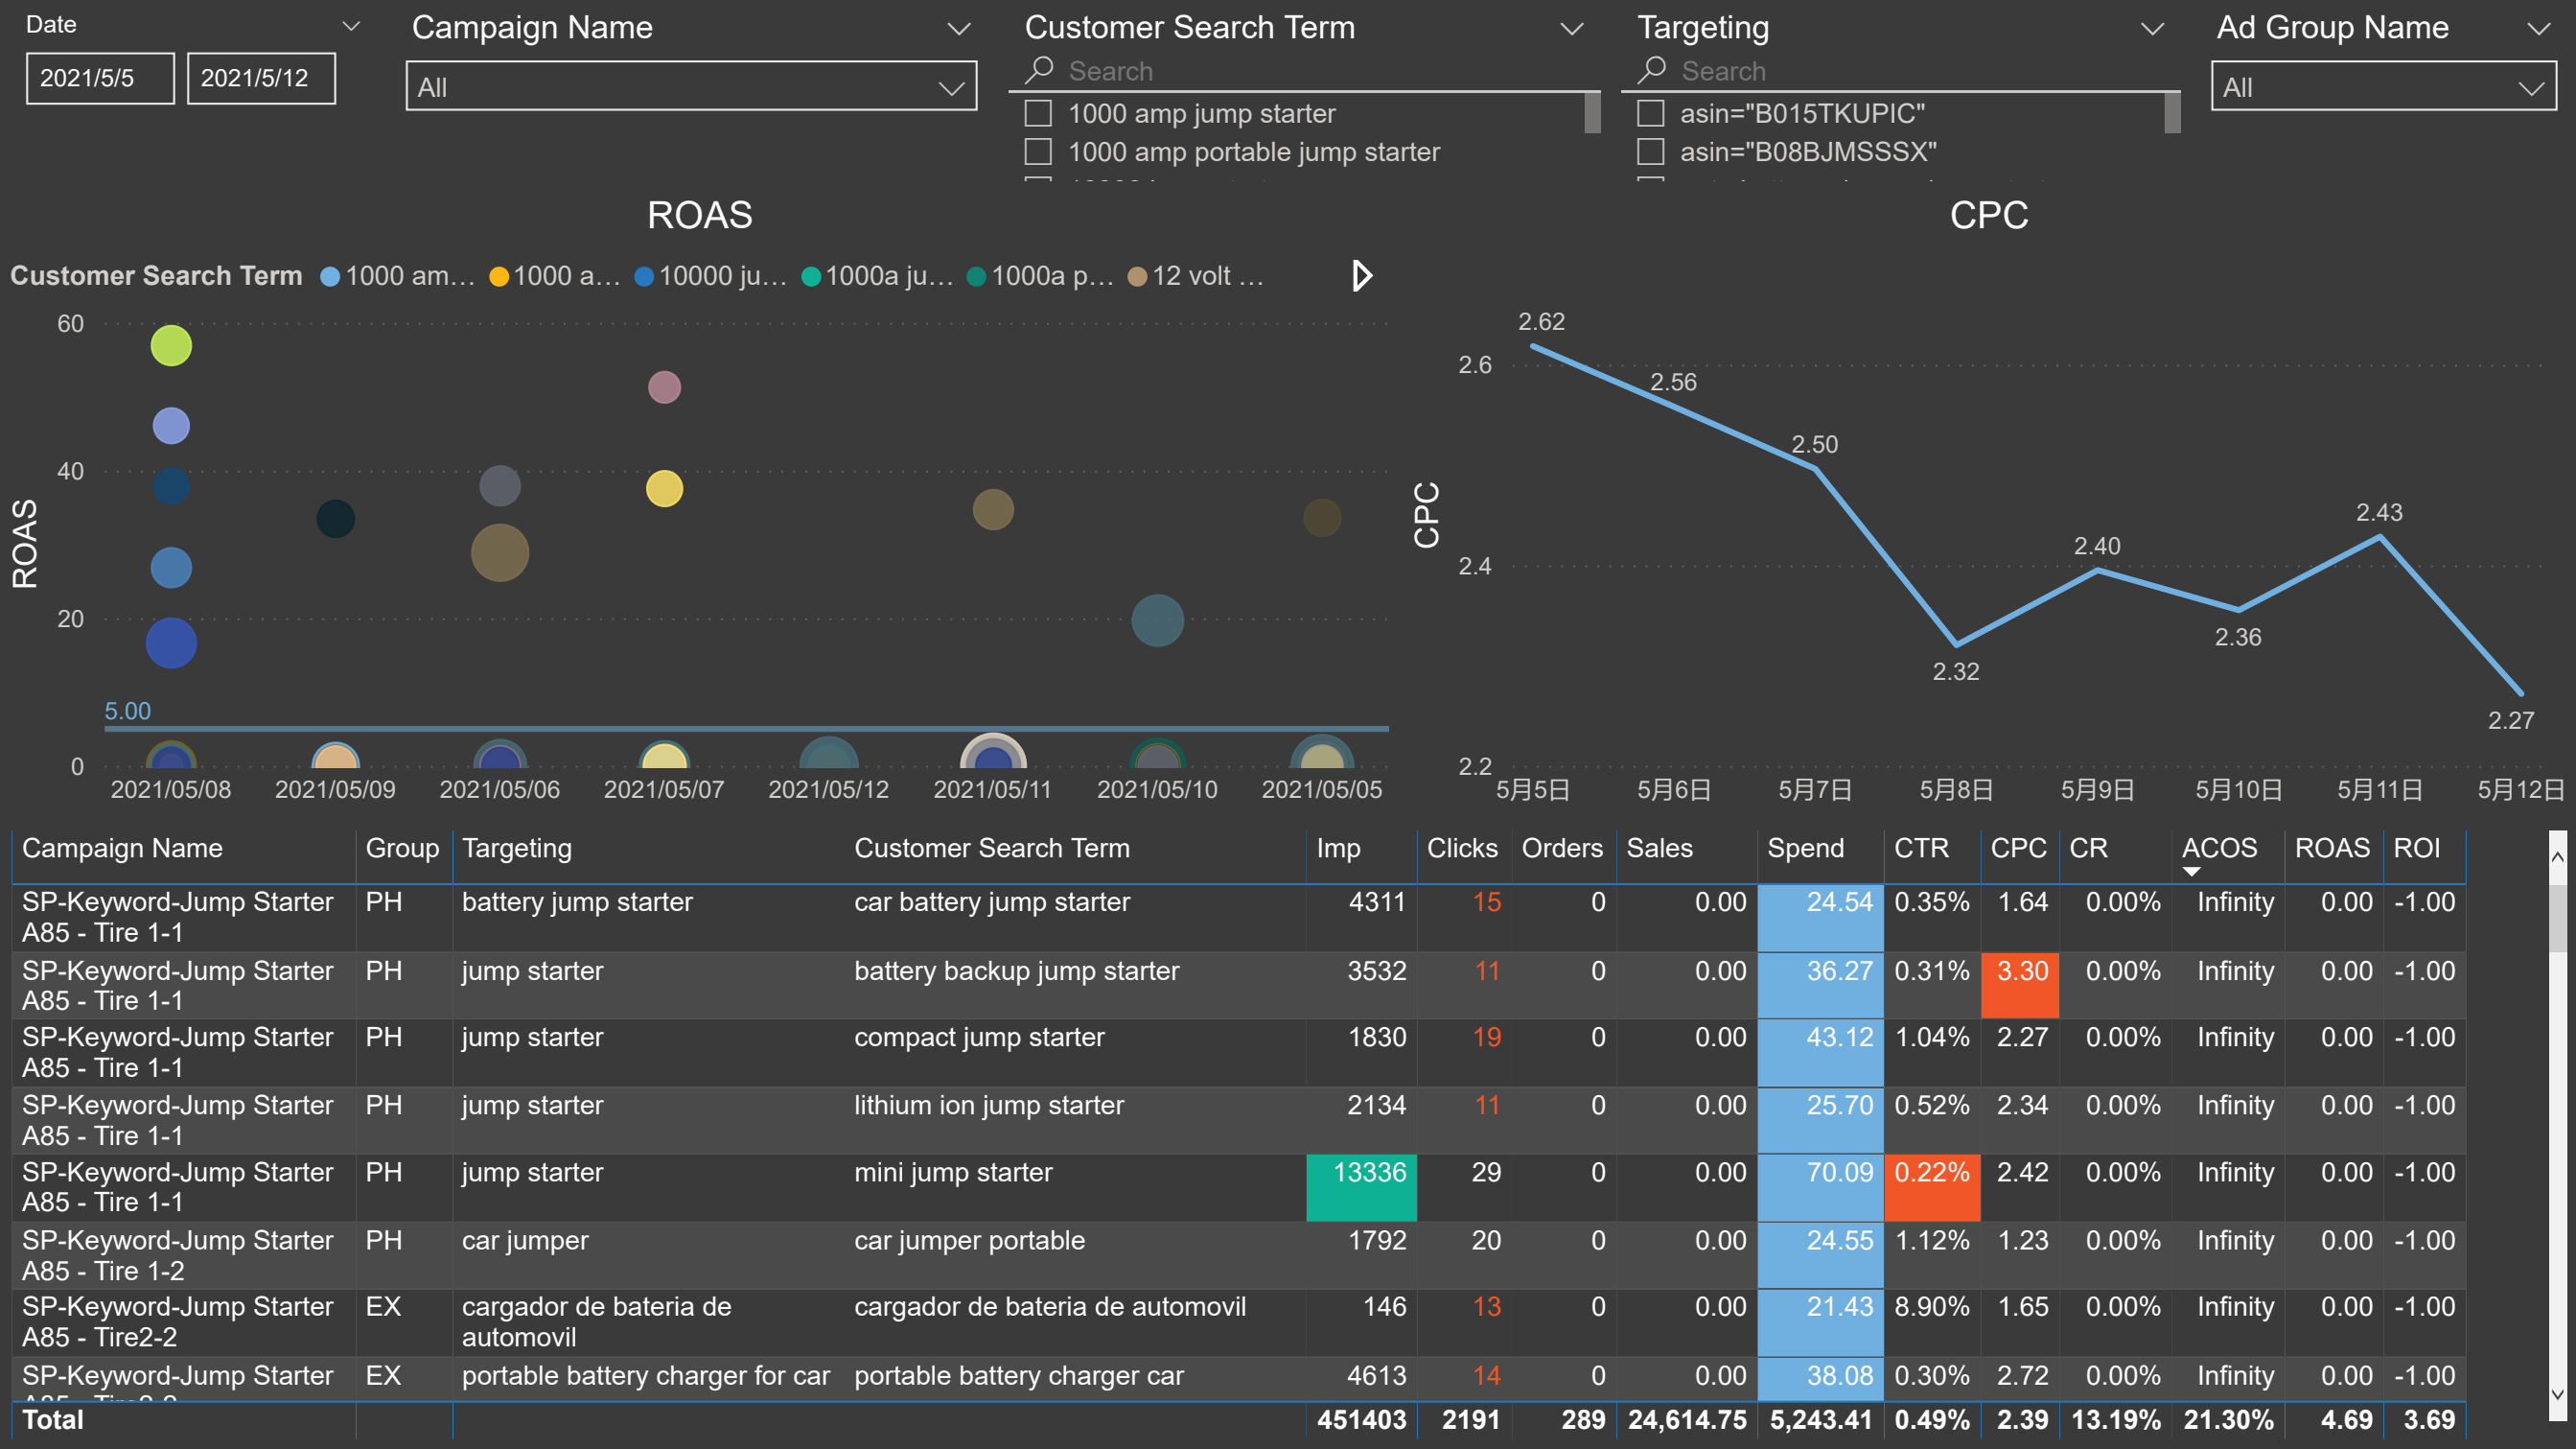 Date
2021/5/5 2021/5/12
Campaign Name
All
Customer Search Term
Search
1000 amp jump starter
1000 amp portable jump starter
Targeting
Search
asin="B015TKUPIC"
asin="B08BJMSSSX"
Ad Group Name
All
ROAS
Customer Search Term 1000 am… 1000 a… 10000 ju… 1000a ju… 1000a p… 12 volt …
ROAS
60
40
20
5.00
0
2021/05/08 2021/05/09 2021/05/06 2021/05/07 2021/05/12 2021/05/11 2021/05/10 2021/05/05
CPC
CPC
2.6
2.4
2.2
2.62
2.56
2.50
2.32
2.40
2.36
2.43
2.27
5月5日 5月6日 5月7日 5月8日 5月9日 5月10日 5月11日 5月12日
Campaign Name Group Targeting Customer Search Term Imp Clicks Orders Sales Spend CTR CPC CR ACOS ROAS ROI
SP-Keyword-Jump Starter PH battery jump starter car battery jump starter 4311 15 0 0.00 24.54 0.35% 1.64 0.00% Infinity 0.00 -1.00
A85 - Tire 1-1
SP-Keyword-Jump Starter PH jump starter battery backup jump starter 3532 11 0 0.00 36.27 0.31% 3.30 0.00% Infinity 0.00 -1.00
A85 - Tire 1-1
SP-Keyword-Jump Starter PH jump starter compact jump starter 1830 19 0 0.00 43.12 1.04% 2.27 0.00% Infinity 0.00 -1.00
A85 - Tire 1-1
SP-Keyword-Jump Starter PH jump starter lithium ion jump starter 2134 11 0 0.00 25.70 0.52% 2.34 0.00% Infinity 0.00 -1.00
A85 - Tire 1-1
SP-Keyword-Jump Starter PH jump starter mini jump starter 13336 29 0 0.00 70.09 0.22% 2.42 0.00% Infinity 0.00 -1.00
A85 - Tire 1-1
SP-Keyword-Jump Starter PH car jumper car jumper portable 1792 20 0 0.00 24.55 1.12% 1.23 0.00% Infinity 0.00 -1.00
A85 - Tire 1-2
SP-Keyword-Jump Starter EX cargador de bateria de cargador de bateria de automovil 146 13 0 0.00 21.43 8.90% 1.65 0.00% Infinity 0.00 -1.00
A85 - Tire2-2 automovil
SP-Keyword-Jump Starter EX portable battery charger for car portable battery charger car 4613 14 0 0.00 38.08 0.30% 2.72 0.00% Infinity 0.00 -1.00
Total 451403 2191 289 24,614.75 5,243.41 0.49% 2.39 13.19% 21.30% 4.69 3.69